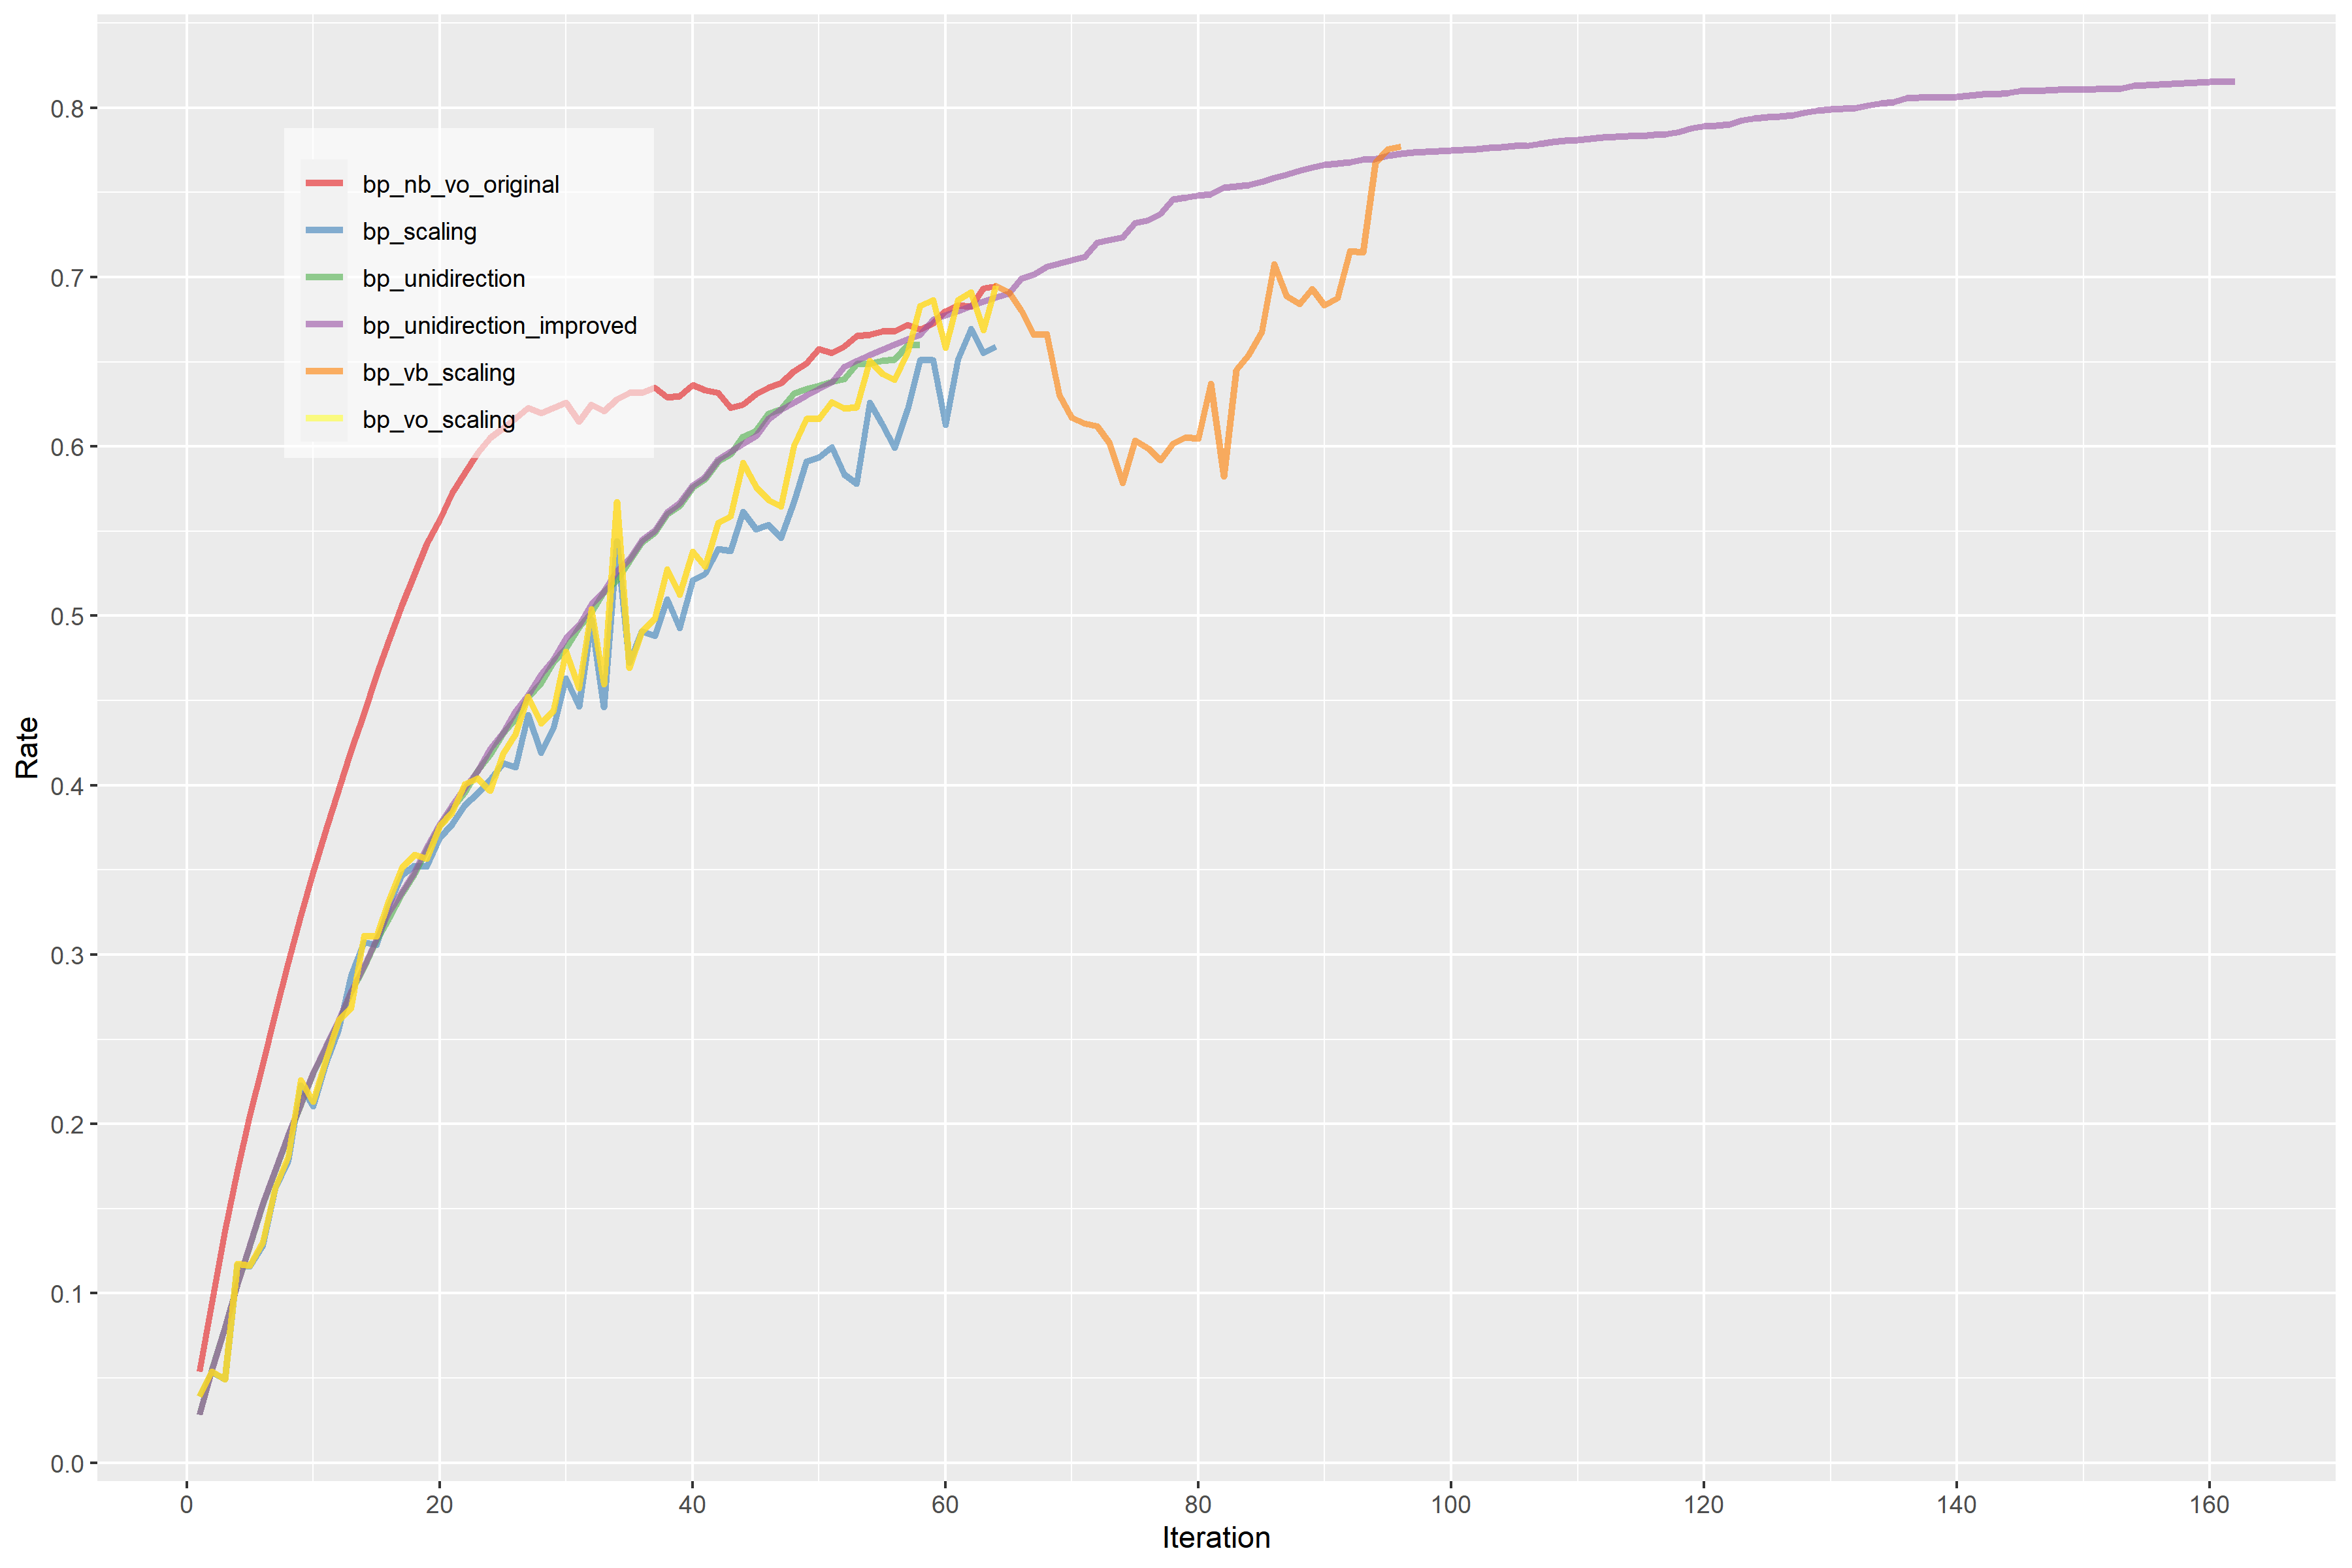 0.8
0.7
0.6
0.5
0.4
0.3
0.2
0.1
0.0
Rate
bp_nb_vo_original
bp_scaling
bp_unidirection
bp_unidirection_improved
bp_vb_scaling
bp_vo_scaling
0 20 40 60 80 100 120 140 160
Iteration